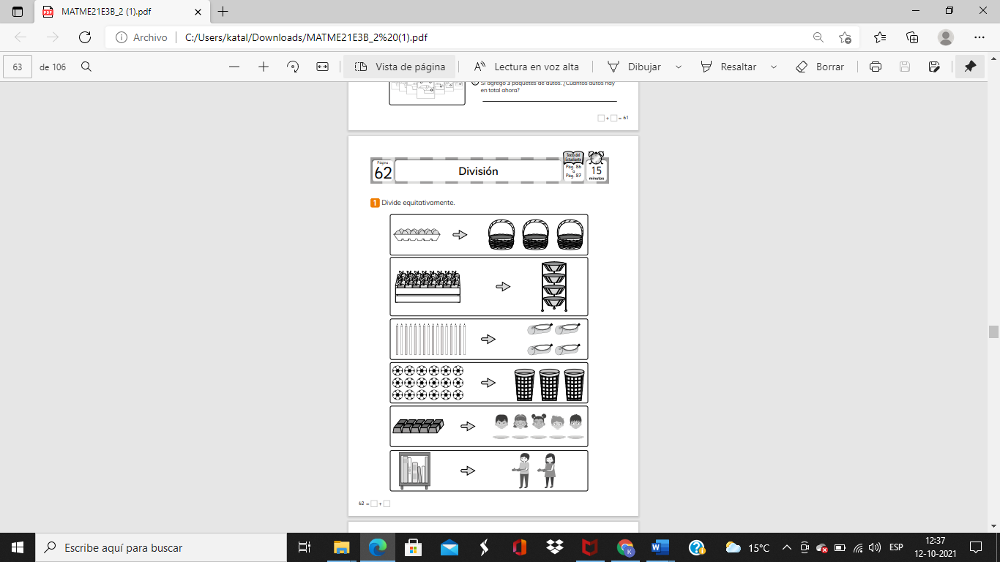 MATME21E3B_2 (1).pdf
Archivo
C:/Users/katal/Downloads/MATME21E3B_2%20(1).pdf
63
de 106
Vista de página
Lectura en voz alta
Dibujar
Resaltar
Borrar
Si agrego 3 paquetes de autos. ¿Cuántos autos hay
en total ahora?
+ = 61
Página
62
División
Texto del
Estudiante
Pág. 86
a
Pág. 87
15
minutos
1 Divide equitativamente.
62 = +
Escribe aquí para buscar
15°C
ESP
12:37
12-10-2021